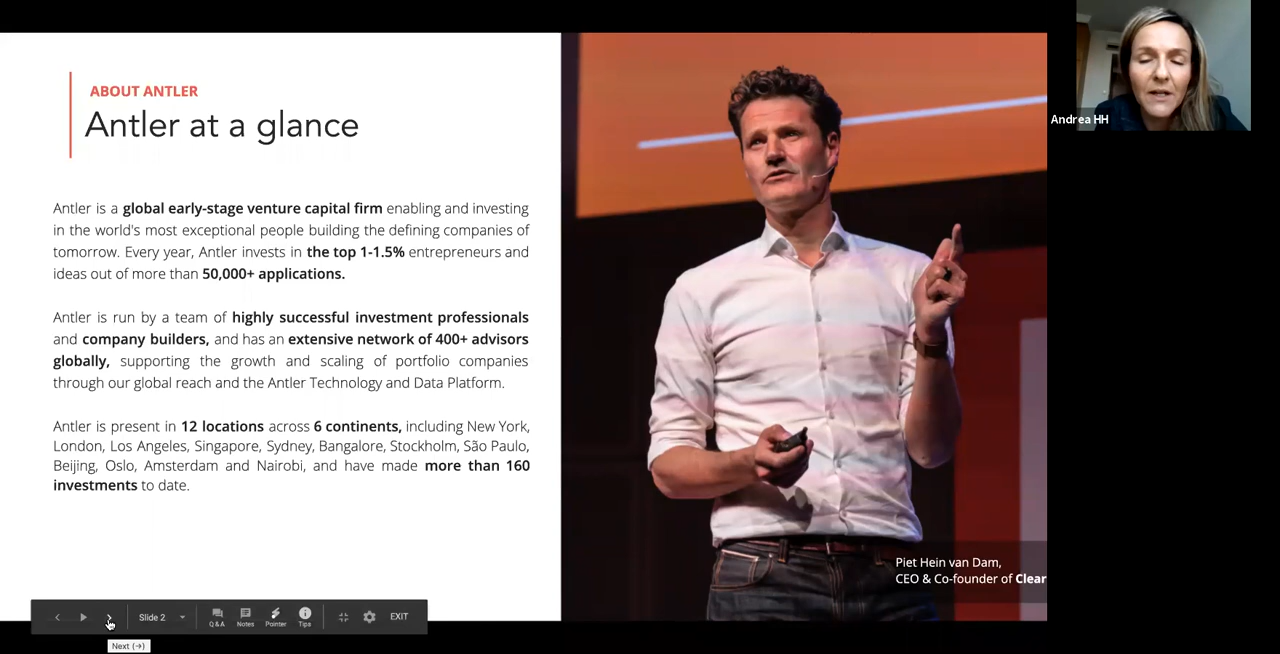 ABOUT ANTLER
Antler at a glance
Antler is a global early-stage venture capital firm enabling and investing
in the world's most exceptional people building the defining companies of
tomorrow. Every year, Antler invests in the top 1-1.5% entrepreneurs and
ideas out of more than 50,000+ applications.
Antler is run by a team of highly successful investment professionals
and company builders, and has an extensive network of 400+ advisors
globally, supporting the growth and scaling of portfolio companies
through our global reach and the Antler Technology and Data Platform.
Antler is present in 12 locations across 6 continents, including New York,
London, Los Angeles, Singapore, Sydney, Bangalore, Stockholm, São Paulo,
Beijing, Oslo, Amsterdam and Nairobi, and have made more than 160
investments to date.
Piet Hein van Dam,
CEO & Co-founder of Clear
Andrea HH
Slide 2
Q&A
Notes
Pointer
Tips
EXIT
Next (→)